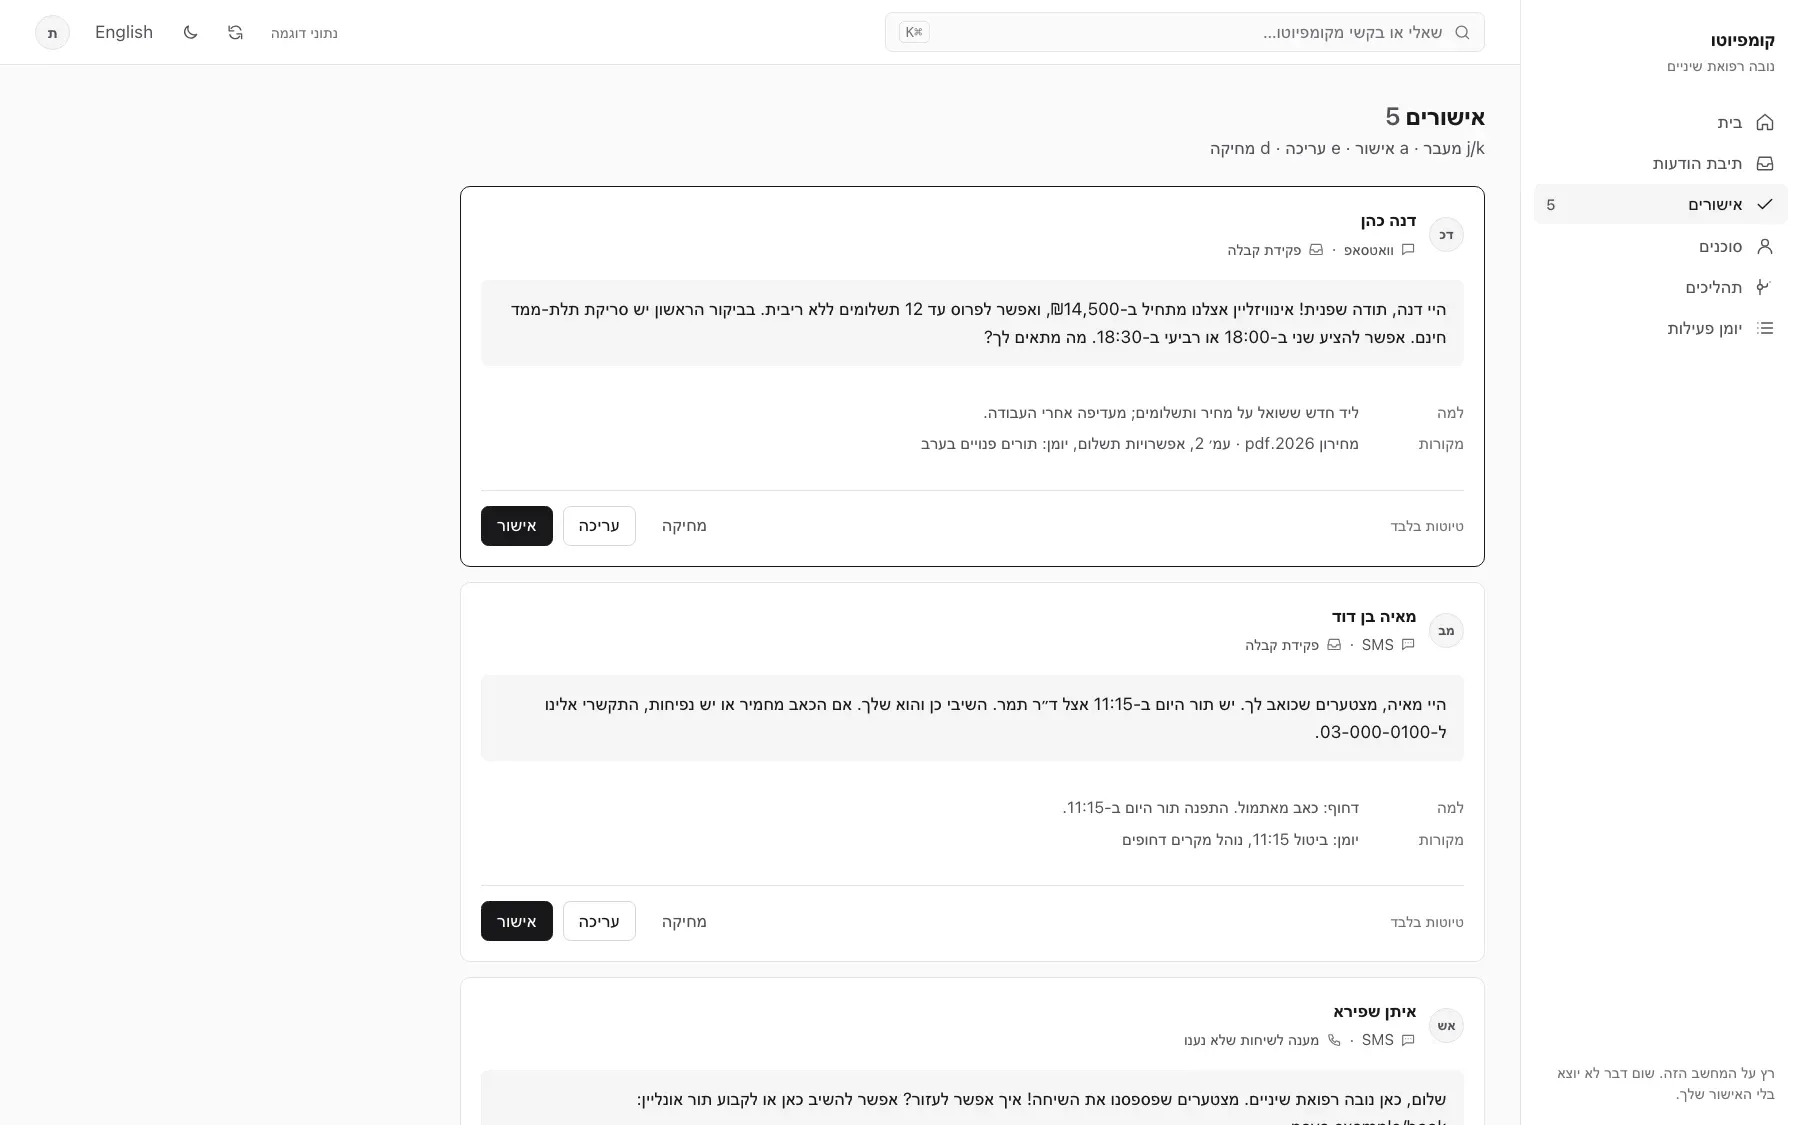 קומפיוטו
נובה רפואת שיניים
בית
תיבת הודעות
אישורים 5
סוכנים
תהליכים
יומן פעילות
רץ על המחשב הזה. שום דבר לא יוצא
בלי האישור שלך.
שאלי או בקשי מקומפיוטו...
⌘K
נתוני דוגמה
English
ת
אישורים 5
j/k מעבר · a אישור · e עריכה · d מחיקה
דכ
דנה כהן
וואטסאפ · פקידת קבלה
היי דנה, תודה שפנית! אינוויזליין אצלנו מתחיל ב-14,500₪, ואפשר לפרוס עד 12 תשלומים ללא ריבית. בביקור הראשון יש סריקת תלת-ממד
חינם. אפשר להציע שני ב-18:00 או רביעי ב-18:30. מה מתאים לך?
למה ליד חדש ששואל על מחיר ותשלומים; מעדיפה אחרי העבודה.
מקורות מחירון 2026.pdf · עמ׳ 2, אפשרויות תשלום, יומן: תורים פנויים בערב
טיוטות בלבד מחיקה עריכה אישור
מב
מאיה בן דוד
SMS · פקידת קבלה
היי מאיה, מצטערים שכואב לך. יש תור היום ב-11:15 אצל ד״ר תמר. השיבי כן והוא שלך. אם הכאב מחמיר או יש נפיחות, התקשרי אלינו
ל-03-000-0100.
למה דחוף: כאב מאתמול. התפנה תור היום ב-11:15.
מקורות יומן: ביטול 11:15, נוהל מקרים דחופים
טיוטות בלבד מחיקה עריכה אישור
אש
איתן שפירא
SMS · מענה לשיחות שלא נענו
שלום, כאן נובה רפואת שיניים. מצטערים שפספסנו את השיחה! איך אפשר לעזור? אפשר להשיב כאן או לקבוע תור אונליין: